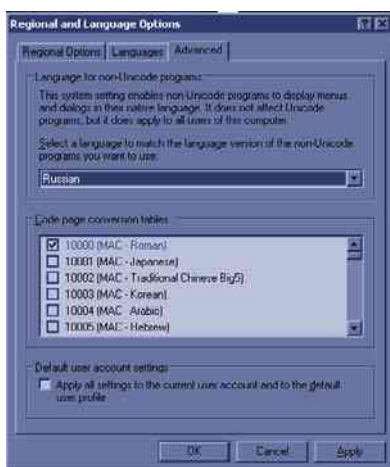 Regional and Language Options
Regional Options Languages Advanced
Language for non-Unicode programs
This system setting enables non-Unicode programs to display menus
and dialogs in their native language. It does not affect Unicode
programs, but it does apply to all users of this computer.
Select a language to match the language version of the non-Unicode
programs you want to use:
Russian
Code page conversion tables
10000 (MAC - Roman)
10001 (MAC - Japanese)
10002 (MAC - Traditional Chinese Big5)
10003 (MAC - Korean)
10004 (MAC - Arabic)
10005 (MAC - Hebrew)
Default user account settings
Apply all settings to the current user account and to the default
user profile
OK Cancel Apply